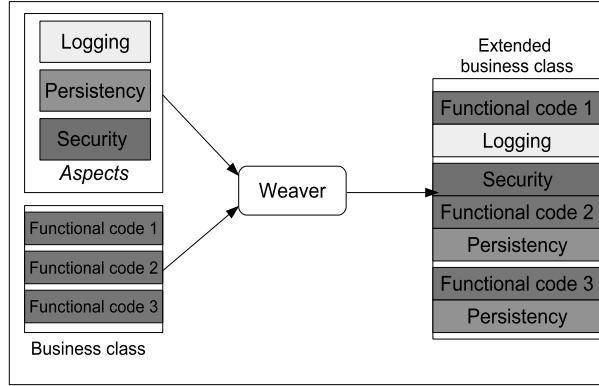 Logging
Persistency
Security
Aspects
Functional code 1
Functional code 2
Functional code 3
Business class
Weaver
Extended
business class
Functional code 1
Logging
Security
Functional code 2
Persistency
Functional code 3
Persistency